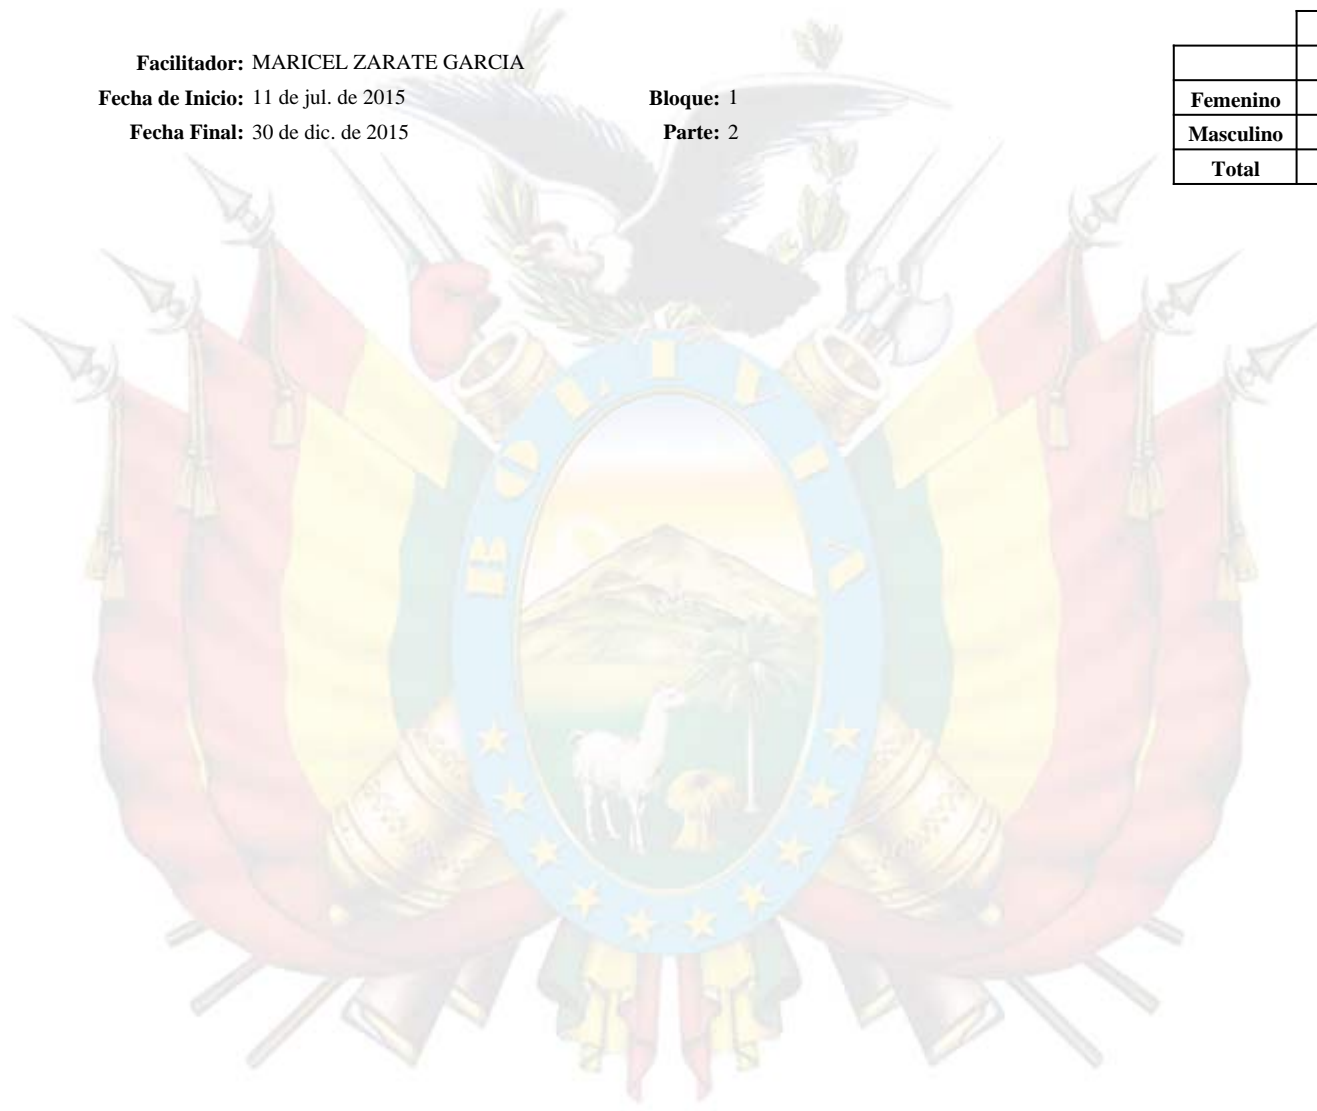 Facilitador: MARICEL ZARATE GARCIA
Fecha de Inicio: 11 de jul. de 2015 Bloque: 1
Fecha Final: 30 de dic. de 2015 Parte: 2
Femenino
Masculino
Total
BOLIVIA